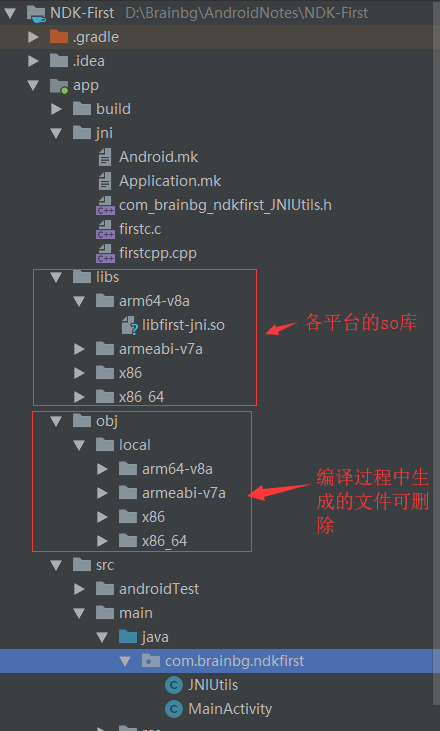 NDK-First D:\Brainbg\AndroidNotes\NDK-First
.gradle
.idea
app
build
jni
Android.mk
Application.mk
com_brainbg_ndkfirst_JNIUtils.h
firstc.c
firstcpp.cpp
libs
arm64-v8a
libfirst-jni.so
各平台的so库
armeabi-v7a
x86
x86_64
obj
local
arm64-v8a
armeabi-v7a
x86
x86_64
编译过程中生
成的文件可删
除
src
androidTest
main
java
com.brainbg.ndkfirst
JNIUtils
MainActivity